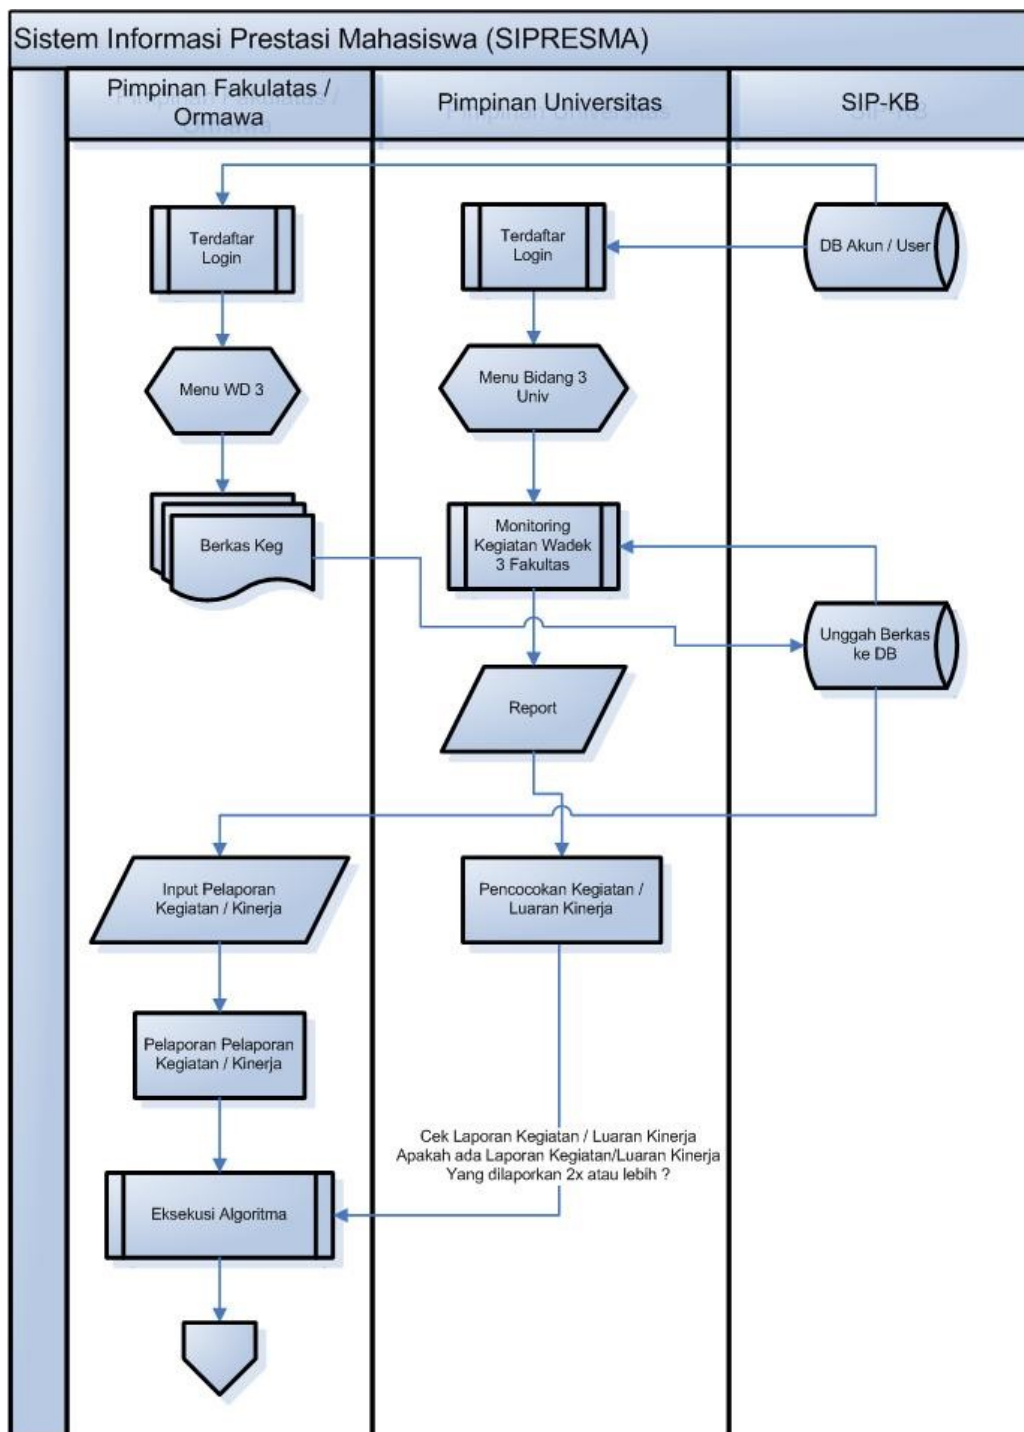 Sistem Informasi Prestasi Mahasiswa (SIPRESMA)
Pimpinan Fakulatas /
Ormawa
Pimpinan Universitas
SIP-KB
Terdaftar
Login
Terdaftar
Login
DB Akun / User
Menu WD 3
Menu Bidang 3
Univ
Berkas Keg
Monitoring
Kegiatan Wadek
3 Fakultas
Unggah Berkas
ke DB
Report
Input Pelaporan
Kegiatan / Kinerja
Pencocokan Kegiatan /
Luaran Kinerja
Pelaporan Pelaporan
Kegiatan / Kinerja
Cek Laporan Kegiatan / Luaran Kinerja
Apakah ada Laporan Kegiatan/Luaran Kinerja
Yang dilaporkan 2x atau lebih ?
Eksekusi Algoritma